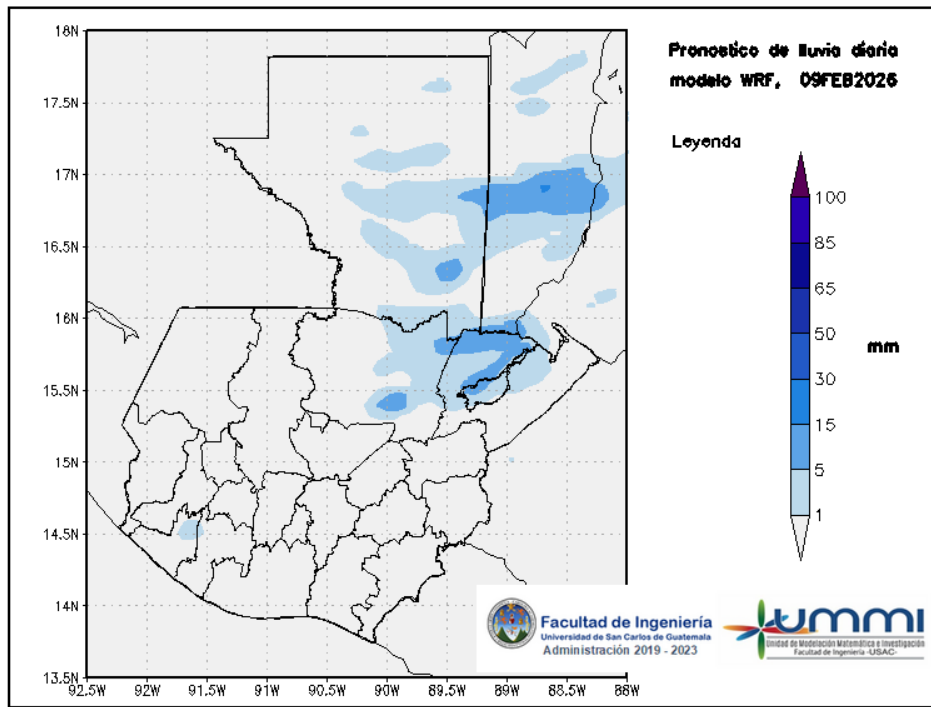 Pronostico de lluvia diaria
modelo WRF, 09FEB2026
Leyenda
100
85
65
50
30
15
5
1
mm
18N
17.5N
17N
16.5N
16N
15.5N
15N
14.5N
14N
13.5N
92.5W
92W
91.5W
91W
90.5W
90W
89.5W
89W
88.5W
88W
Facultad de Ingeniería
Universidad de San Carlos de Guatemala
Administración 2019 - 2023
UMMI
Unidad de Modelación Matemática e Investigación
Facultad de Ingeniería -USAC-